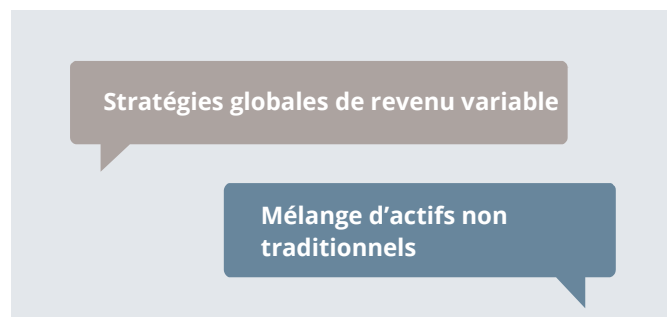 Stratégies globales de revenu variable
Mélange d’actifs non
traditionnels